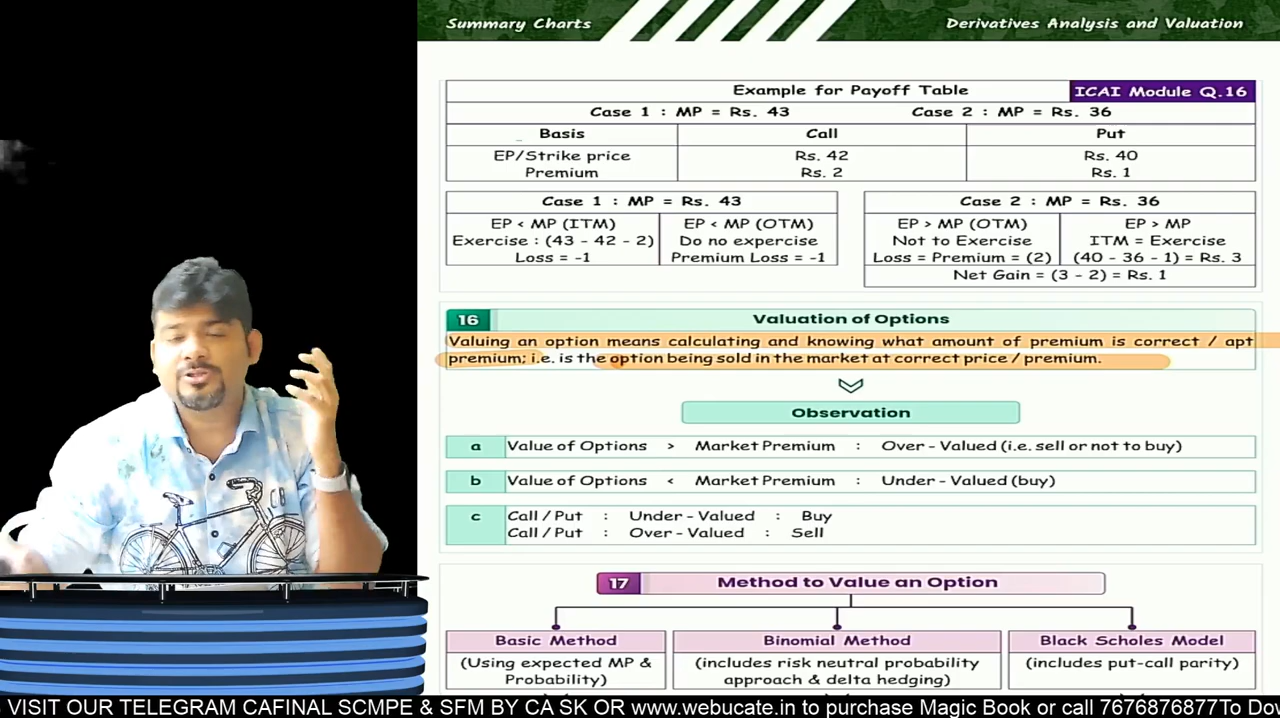 Summary Charts
Derivatives Analysis and Valuation
Example for Payoff Table
ICAI Module Q.16
Case 1 : MP = Rs. 43 Case 2 : MP = Rs. 36
Basis Call Put
EP/Strike price Rs. 42 Rs. 40
Premium Rs. 2 Rs. 1
Case 1 : MP = Rs. 43
EP < MP (ITM) EP < MP (OTM)
Exercise : (43 - 42 - 2) Do no expercise
Loss = -1 Premium Loss = -1
Case 2 : MP = Rs. 36
EP > MP (OTM) EP > MP
Not to Exercise ITM = Exercise
Loss = Premium = (2) (40 - 36 - 1) = Rs. 3
Net Gain = (3 - 2) = Rs. 1
16 Valuation of Options
Valuing an option means calculating and knowing what amount of premium is correct / apt
premium; i.e. is the option being sold in the market at correct price / premium.
Observation
a Value of Options > Market Premium : Over - Valued (i.e. sell or not to buy)
b Value of Options < Market Premium : Under - Valued (buy)
c Call / Put : Under - Valued : Buy
Call / Put : Over - Valued : Sell
17 Method to Value an Option
Basic Method Binomial Method Black Scholes Model
(Using expected MP & (includes risk neutral probability (includes put-call parity)
Probability) approach & delta hedging)
VISIT OUR TELEGRAM CAFINAL SCMPE & SFM BY CA SK OR www.webucate.in to purchase Magic Book or call 7676876877To Dow